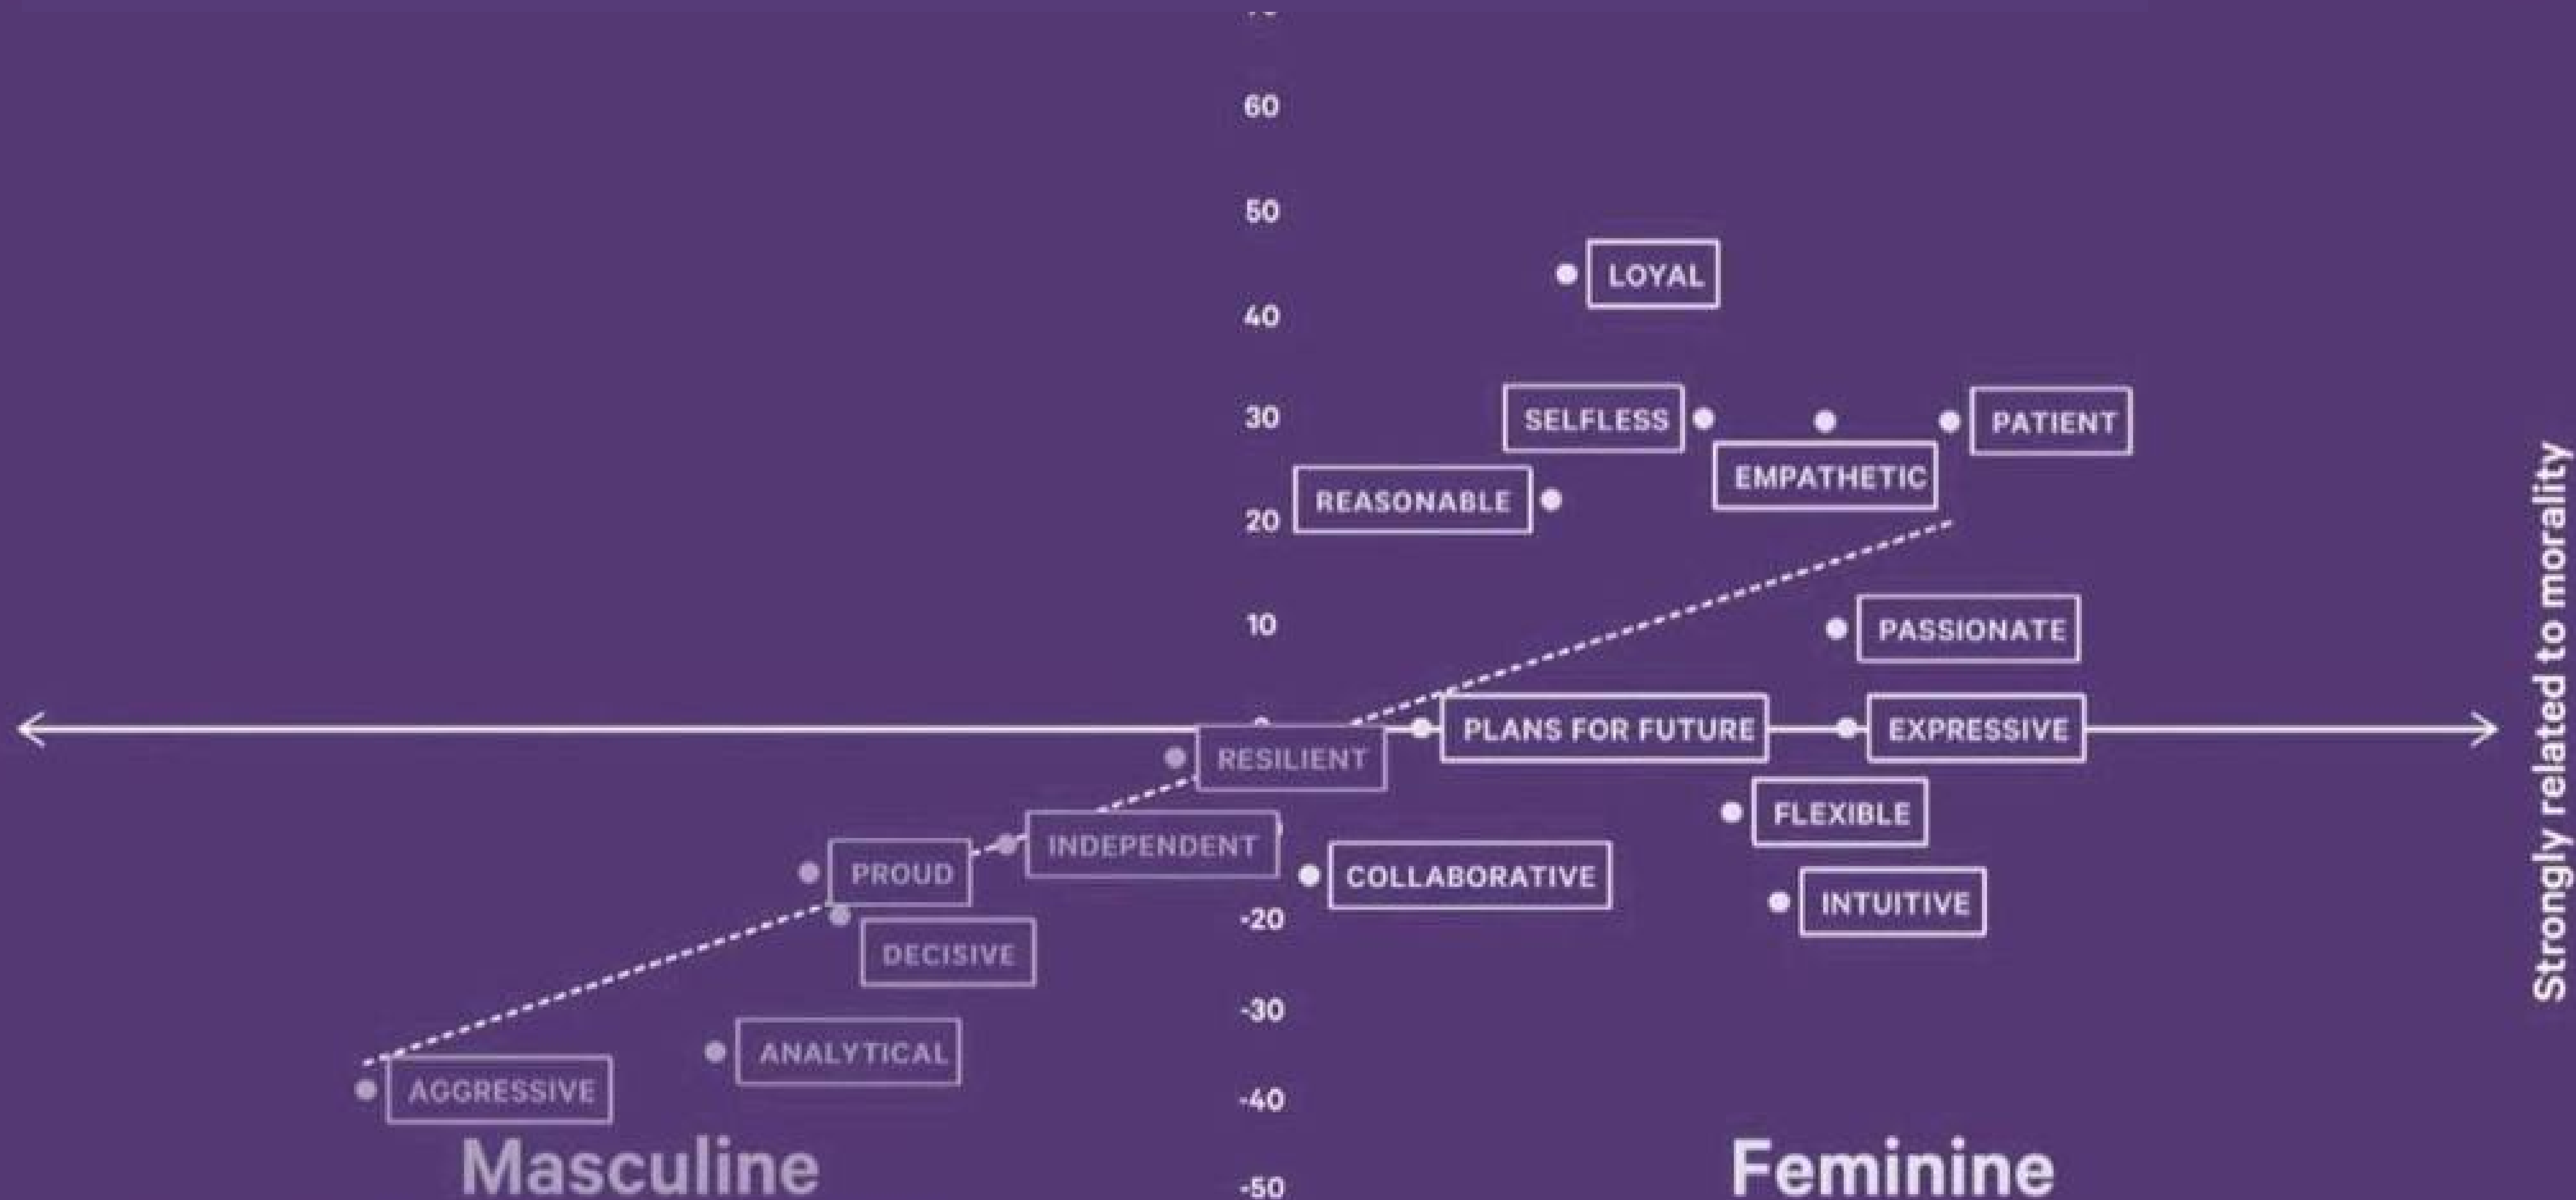 60
50
LOYAL
40
SELFLESS
30
PATIENT
EMPATHETIC
REASONABLE
20
10
PASSIONATE
PLANS FOR FUTURE
EXPRESSIVE
RESILIENT
FLEXIBLE
INDEPENDENT
PROUD
COLLABORATIVE
INTUITIVE
-20
DECISIVE
-30
ANALYTICAL
AGGRESSIVE
-40
Masculine
Feminine
-50
Strongly related to morality